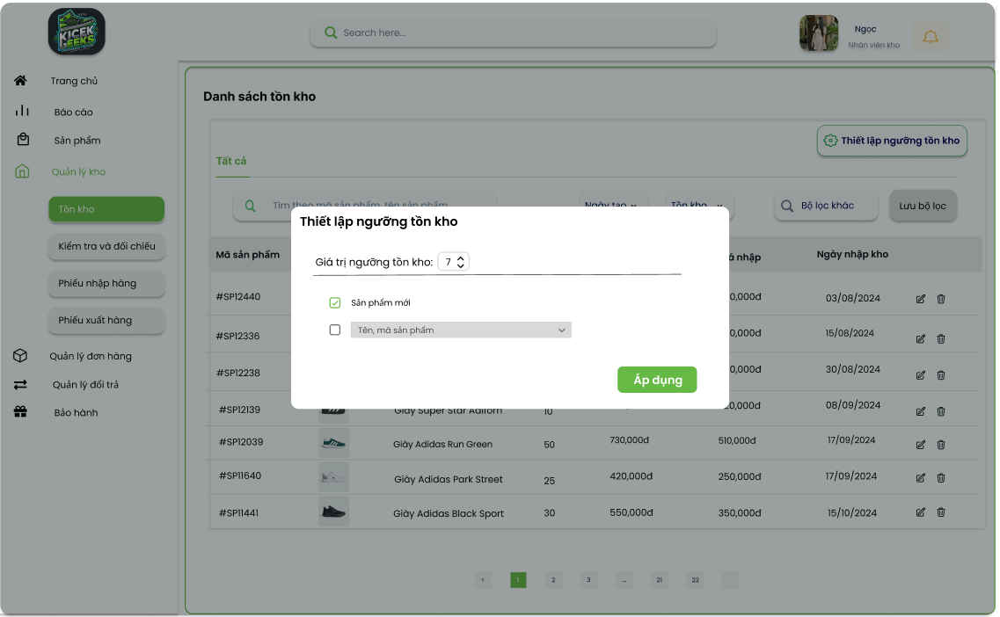 KICEK
EEKS
Search here...
Ngọc
Nhân viên kho
Trang chủ
Báo cáo
Sản phẩm
Quản lý kho
Tồn kho
Kiểm tra và đối chiếu
Phiếu nhập hàng
Phiếu xuất hàng
Quản lý đơn hàng
Quản lý đổi trả
Bảo hành
Danh sách tồn kho
Thiết lập ngưỡng tồn kho
Tất cả
Tìm theo mã sản phẩm, tên sản phẩm
Ngày tạo
Tồn kho
Bộ lọc khác
Lưu bộ lọc
Thiết lập ngưỡng tồn kho
Giá trị ngưỡng tồn kho: 7
Sản phẩm mới
Tên, mã sản phẩm
Áp dụng
Mã sản phẩm á nhập Ngày nhập kho
#SP12440 0,000đ 03/08/2024
#SP12336 0,000đ 15/08/2024
#SP12238 0,000đ 30/08/2024
#SP12139 Giày Super Star Adifom 10 0,000đ 08/09/2024
#SP12039 Giày Adidas Run Green 50 730,000đ 510,000đ 17/09/2024
#SP11640 Giày Adidas Park Street 25 420,000đ 250,000đ 17/09/2024
#SP11441 Giày Adidas Black Sport 30 550,000đ 350,000đ 15/10/2024
< 1 2 3 ... 21 22